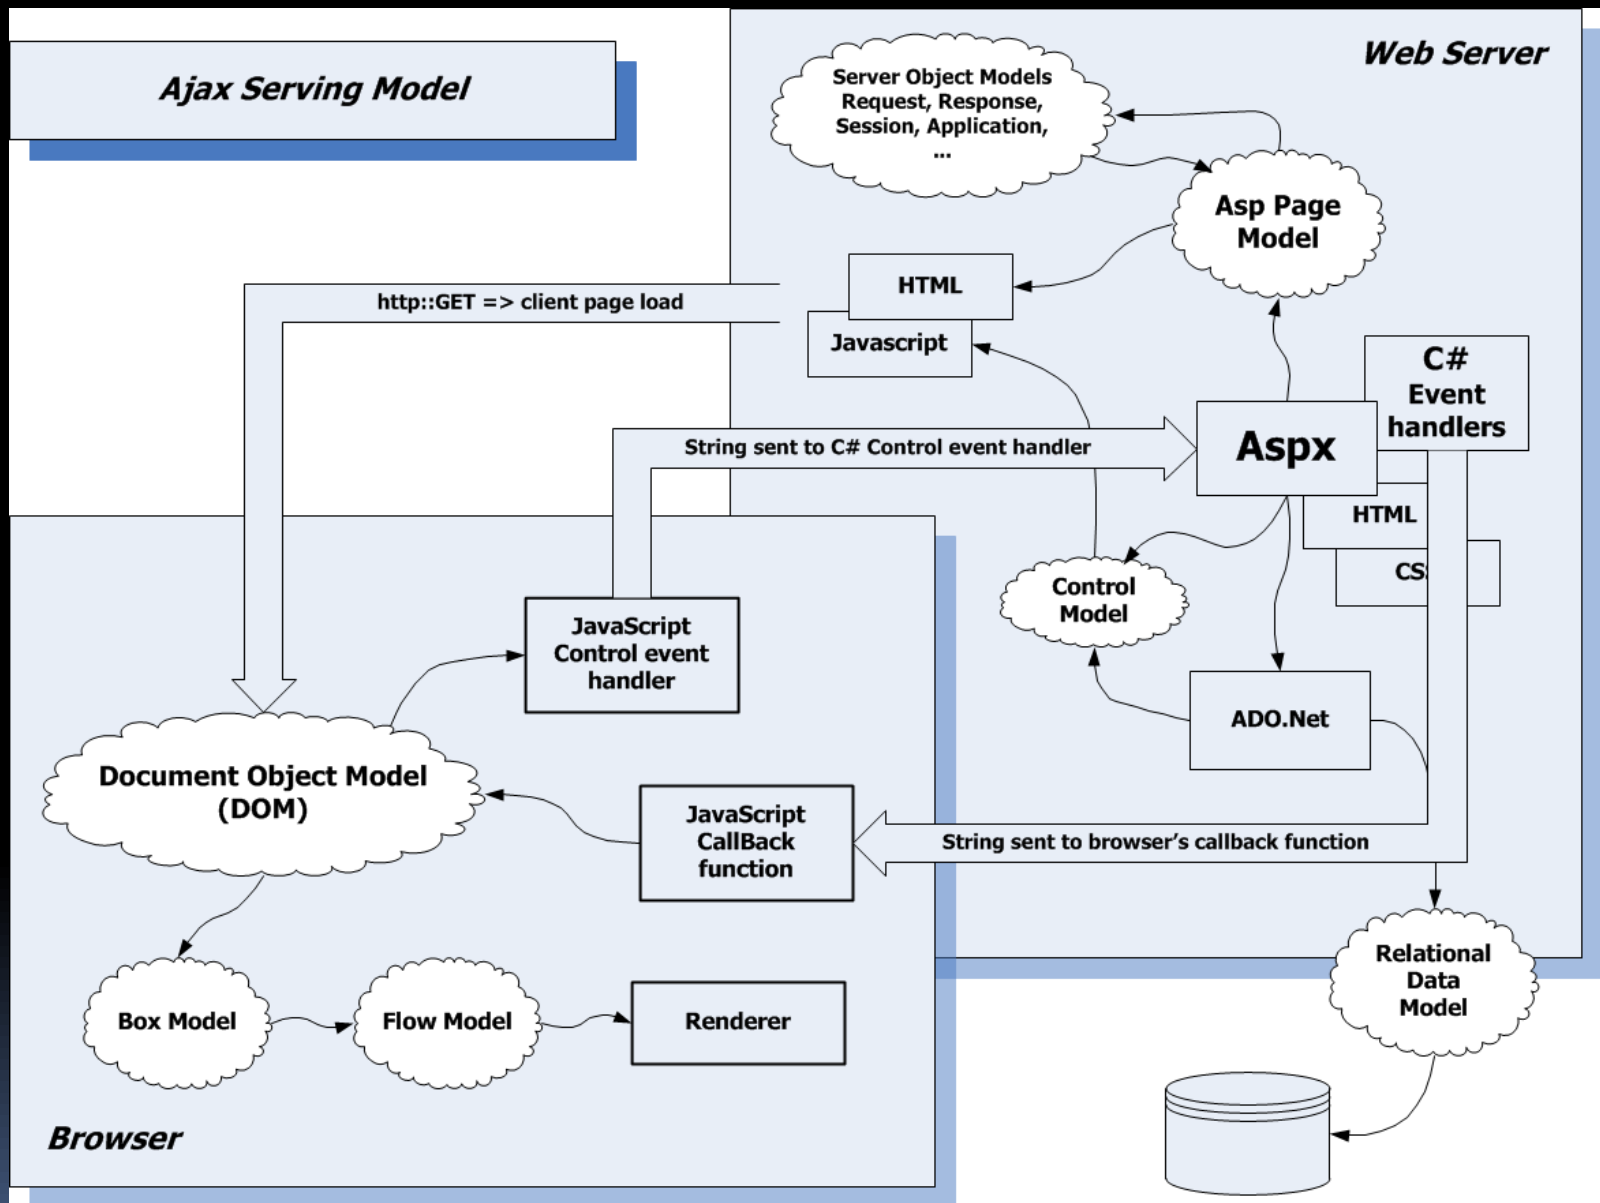 Ajax Serving Model
Web Server
Server Object Models
Request, Response,
Session, Application,
...
Asp Page
Model
HTML
Javascript
http::GET => client page load
C#
Event
handlers
Aspx
String sent to C# Control event handler
HTML
CS
Control
Model
ADO.Net
JavaScript
Control event
handler
Document Object Model
(DOM)
JavaScript
CallBack
function
String sent to browser's callback function
Relational
Data
Model
Box Model
Flow Model
Renderer
Browser